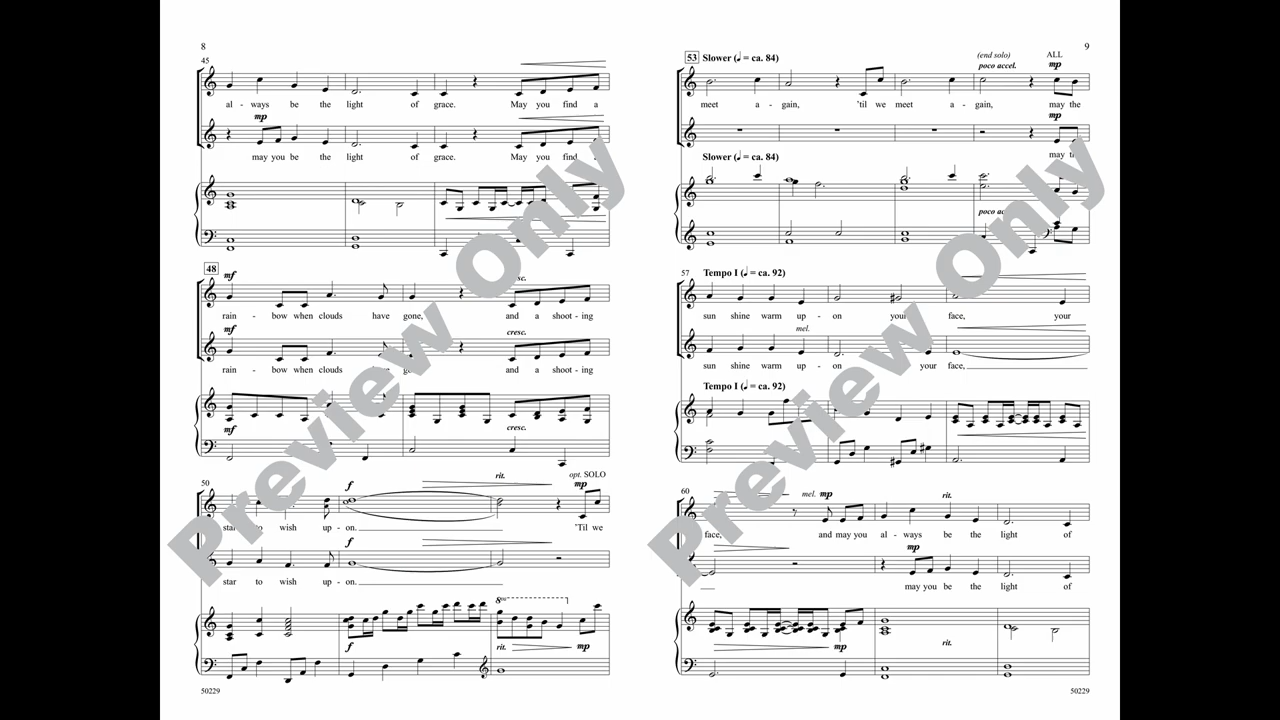 8
45
al - ways be the light of grace. May you find a
mp
may you be the light of grace. May you find
48
mf
rain - bow when clouds have gone, and a shoot - ing
mf
cresc.
rain - bow when clouds have and a shoot - ing
mf
cresc.
50
f
rit.
opt. SOLO
mp
star to wish up - on. 'Til we
f
star to wish up - on.
8va
f
rit.
mp
50229
9
53 Slower (♩ = ca. 84)
(end solo)
poco accel.
ALL
mp
meet a - gain, 'til we meet a - gain, may the
mp
may
Slower (♩ = ca. 84)
poco
57
Tempo I (♩ = ca. 92)
sun shine warm up - on your face, your
mel.
sun shine warm up - on your face,
Tempo I (♩ = ca. 92)
60
mel. mp
rit.
face, and may you al - ways be the light of
mp
may you be the light of
mp
rit.
50229
Preview Only
Preview Only